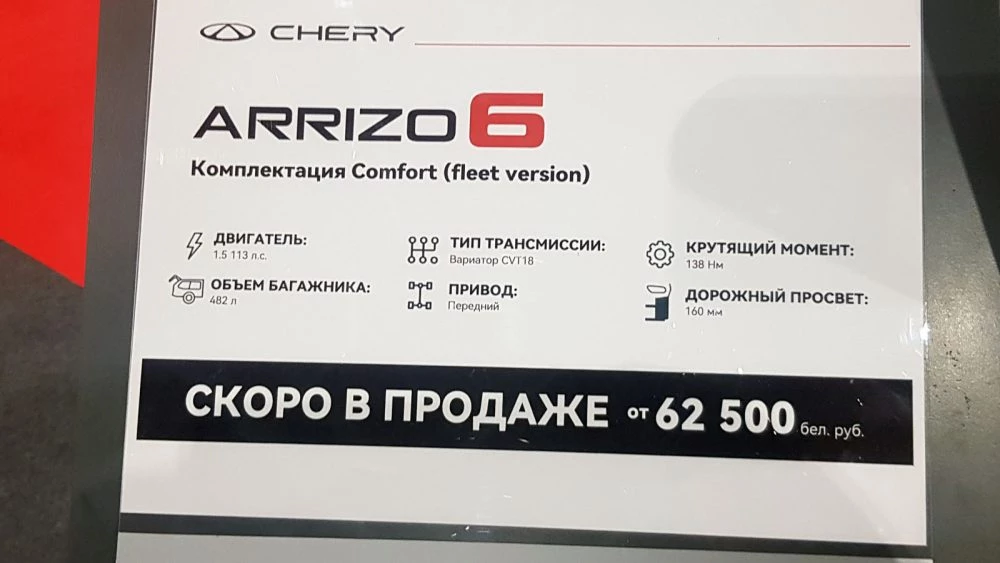 CHERY
ARRIZO 6
Комплектация Comfort (fleet version)
ДВИГАТЕЛЬ:
1.5 113 л.с.
ТИП ТРАНСМИССИИ:
Вариатор CVT18
КРУТЯЩИЙ МОМЕНТ:
138 Нм
ОБЪЕМ БАГАЖНИКА:
482 л
ПРИВОД:
Передний
ДОРОЖНЫЙ ПРОСВЕТ:
160 мм
СКОРО В ПРОДАЖЕ от 62 500 бел. руб.